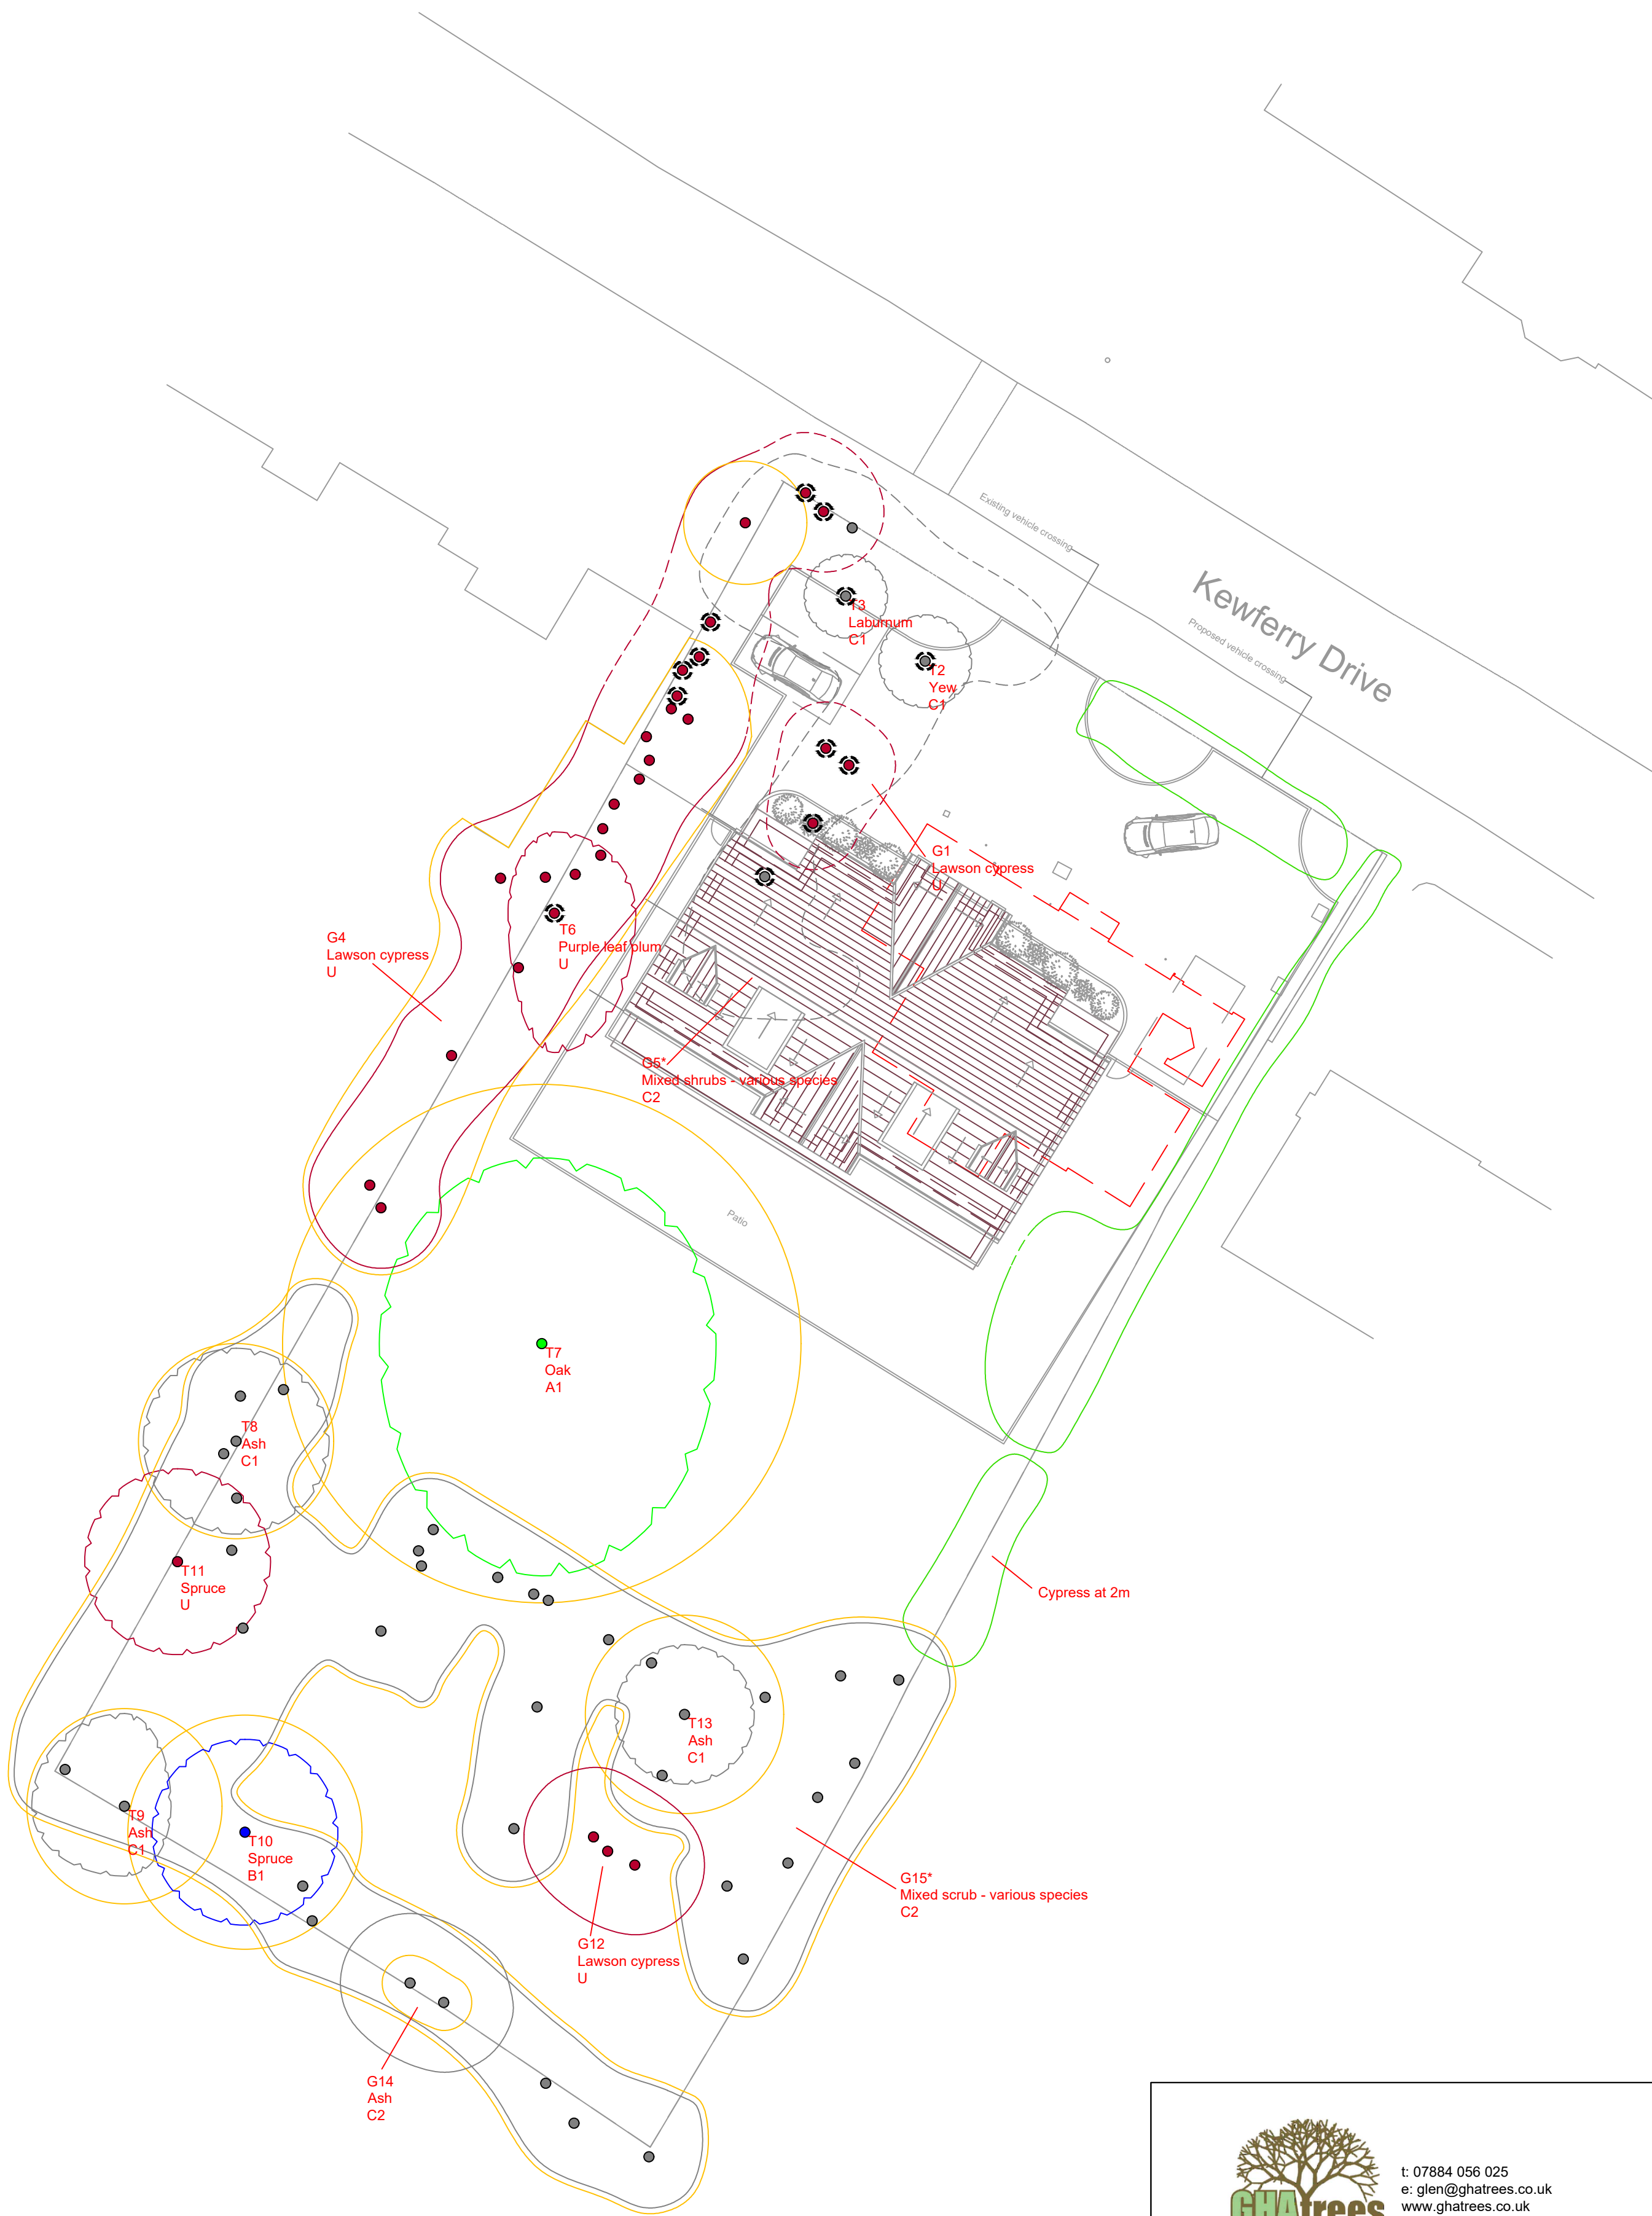 Existing vehicle crossing
Kewferry Drive
Proposed vehicle crossing
T3
Laburnum
C1
T2
Yew
C1
G1
Lawson cypress
U
T6
Purple leaf plum
U
G4
Lawson cypress
U
G5*
Mixed shrubs - various species
C2
Patio
T7
Oak
A1
T8
Ash
C1
T11
Spruce
U
Cypress at 2m
T13
Ash
C1
T9
Ash
C1
T10
Spruce
B1
G15*
Mixed scrub - various species
C2
G12
Lawson cypress
U
G14
Ash
C2
t: 07884 056 025
e: glen@ghatrees.co.uk
www.ghatrees.co.uk
GHAtrees